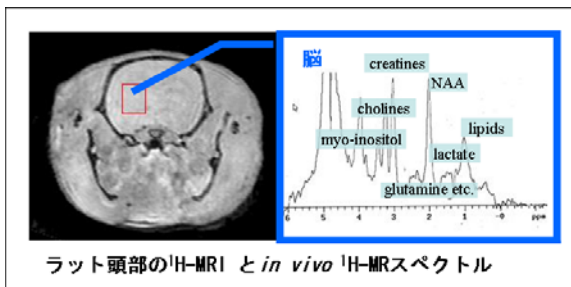 脳
creatines
NAA
cholines
lipids
myo-inositol
lactate
glutamine etc.
6 5 4 3 2 1 -0 ppm
ラット頭部の¹H-MRI とin vivo ¹H-MRスペクトル